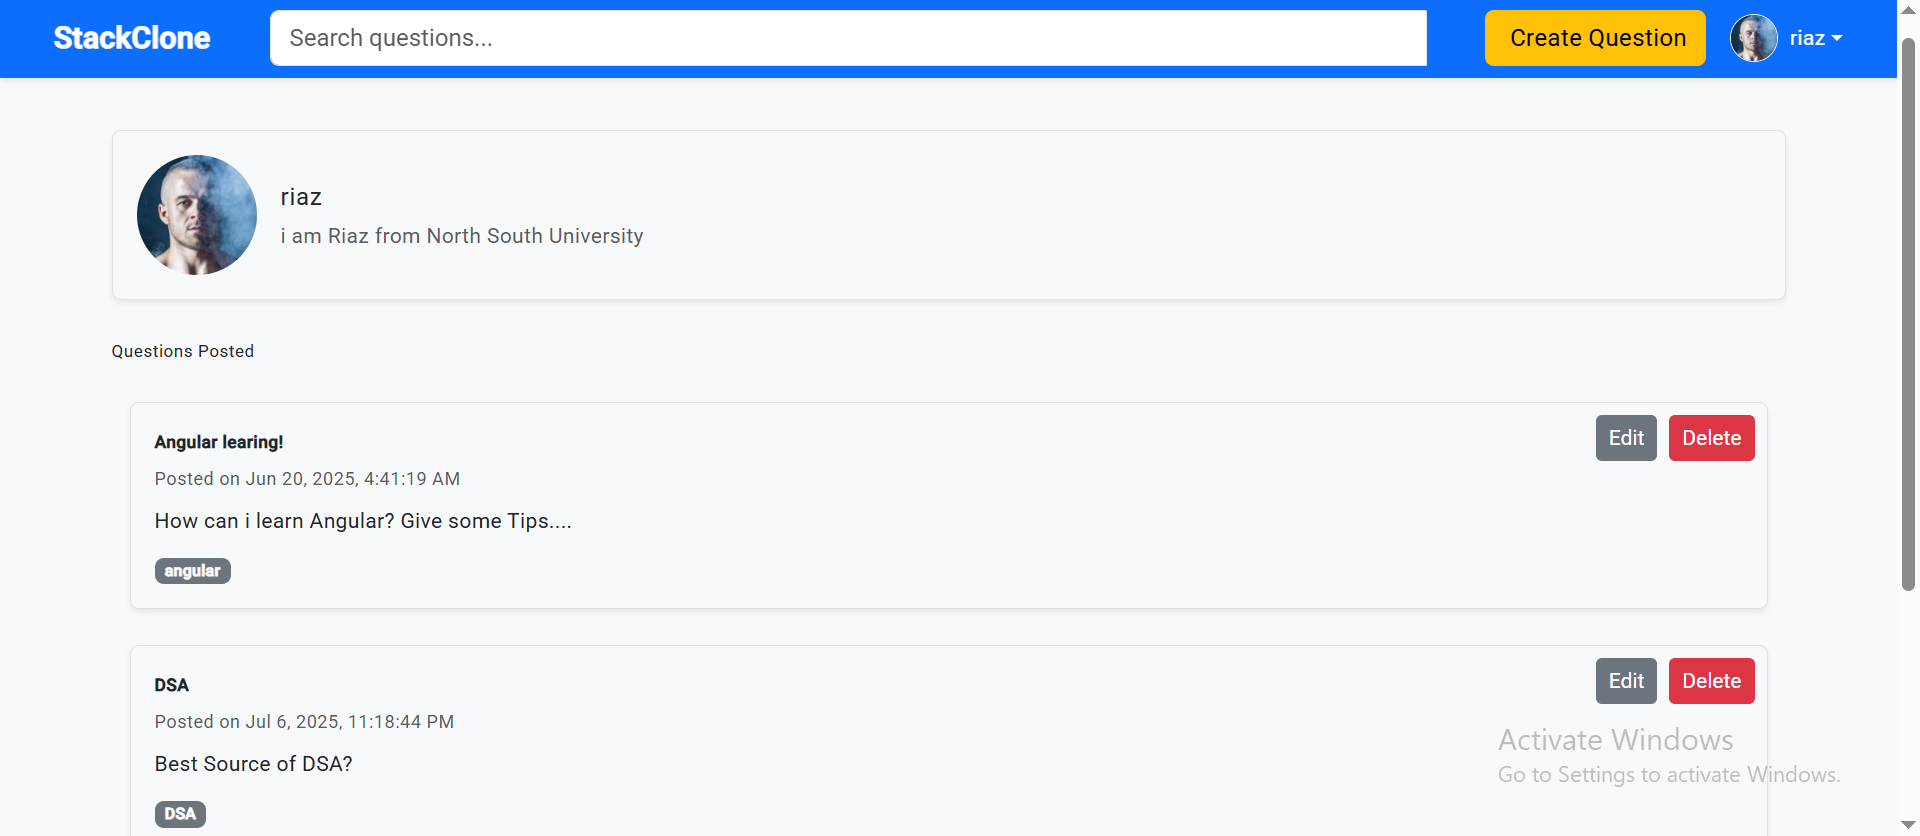 StackClone
Search questions...
Create Question
riaz
riaz
i am Riaz from North South University
Questions Posted
Angular learing!
Edit
Delete
Posted on Jun 20, 2025, 4:41:19 AM
How can i learn Angular? Give some Tips....
angular
DSA
Edit
Delete
Posted on Jul 6, 2025, 11:18:44 PM
Best Source of DSA?
DSA
Activate Windows
Go to Settings to activate Windows.